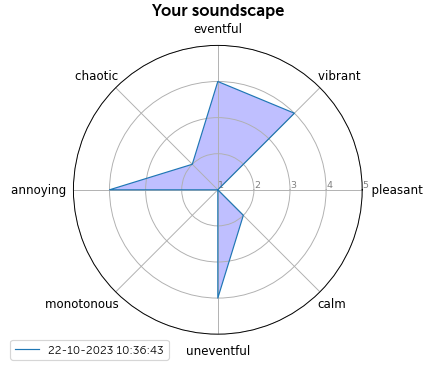 Your soundscape
eventful
chaotic
vibrant
annoying
1 2 3 4 5
pleasant
monotonous
calm
uneventful
22-10-2023 10:36:43